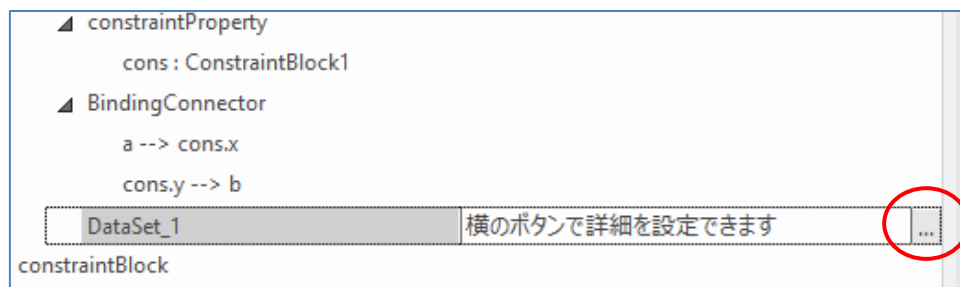 constraintProperty
cons : ConstraintBlock1
BindingConnector
a --> cons.x
cons.y --> b
DataSet_1 横のボタンで詳細を設定できます ...
constraintBlock